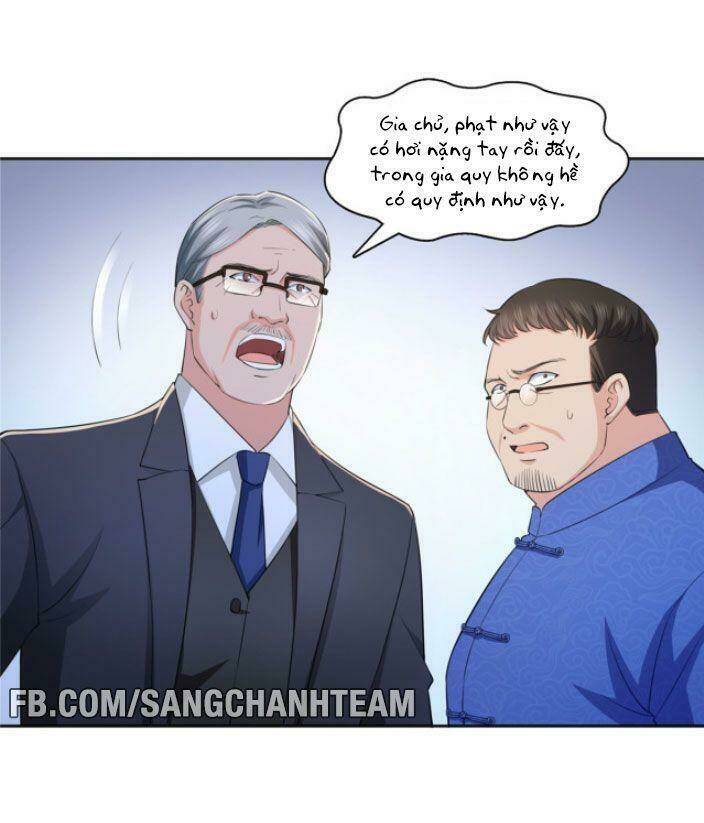 Gia chủ, phạt như vậy
có hơi nặng tay rồi đấy,
trong gia quy không hề
có quy định như vậy.
FB.COM/SANGCHANHTEAM